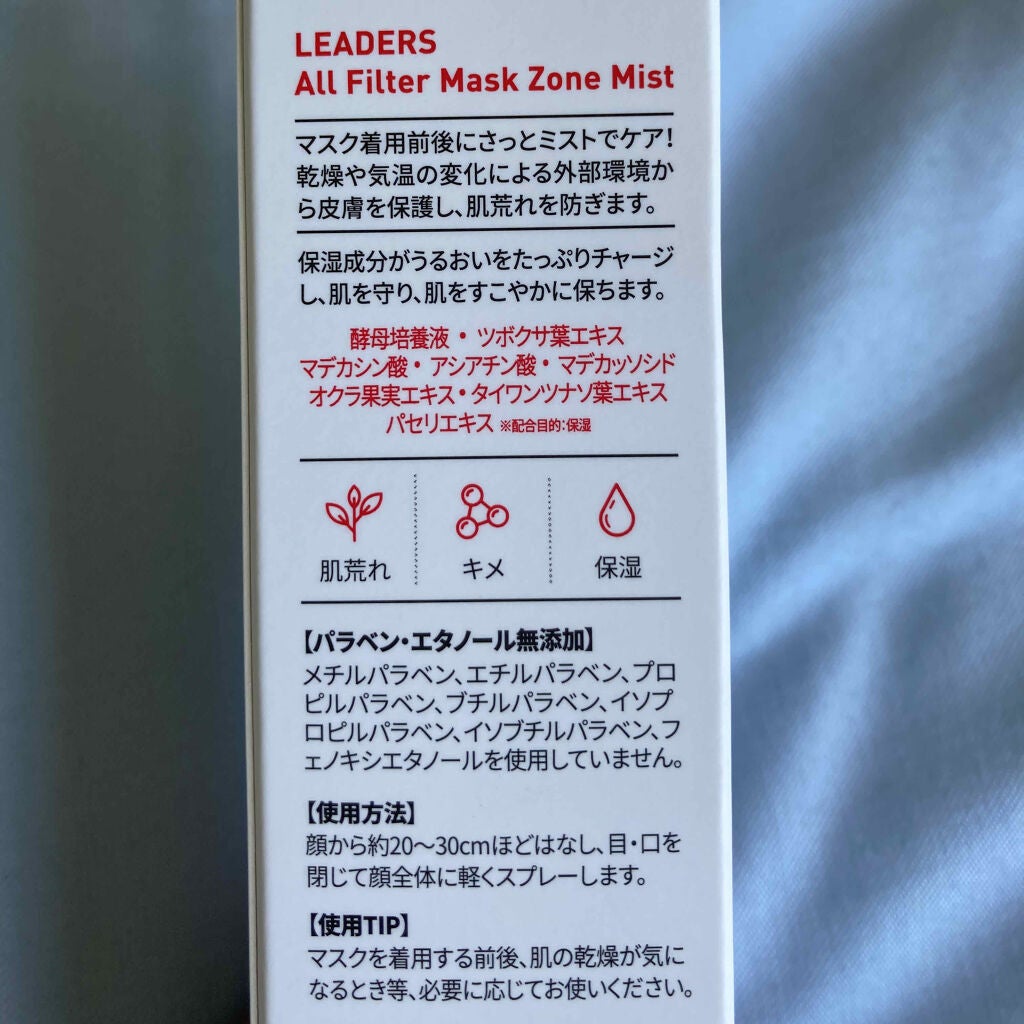 LEADERS
All Filter Mask Zone Mist
マスク着用前後にさっとミストでケア!
乾燥や気温の変化による外部環境か
ら皮膚を保護し、肌荒れを防ぎます。
保湿成分がうるおいをたっぷりチャージ
し、肌を守り、肌をすこやかに保ちます。
酵母培養液・ ツボクサ葉エキス
マデカシン酸・ アシアチン酸・ マデカッソシド
オクラ果実エキス・タイワンツナソ葉エキス
パセリエキス ※配合目的:保湿
肌荒れ キメ 保湿
【パラベン・エタノール無添加】
メチルパラベン、エチルパラベン、プロ
ピルパラベン、ブチルパラベン、イソプ
ロピルパラベン、イソブチルパラベン、フ
ェノキシエタノールを使用していません。
【使用方法】
顔から約20〜30cmほどはなし、目・口を
閉じて顔全体に軽くスプレーします。
【使用TIP】
マスクを着用する前後、肌の乾燥が気に
なるとき等、必要に応じてお使いください。